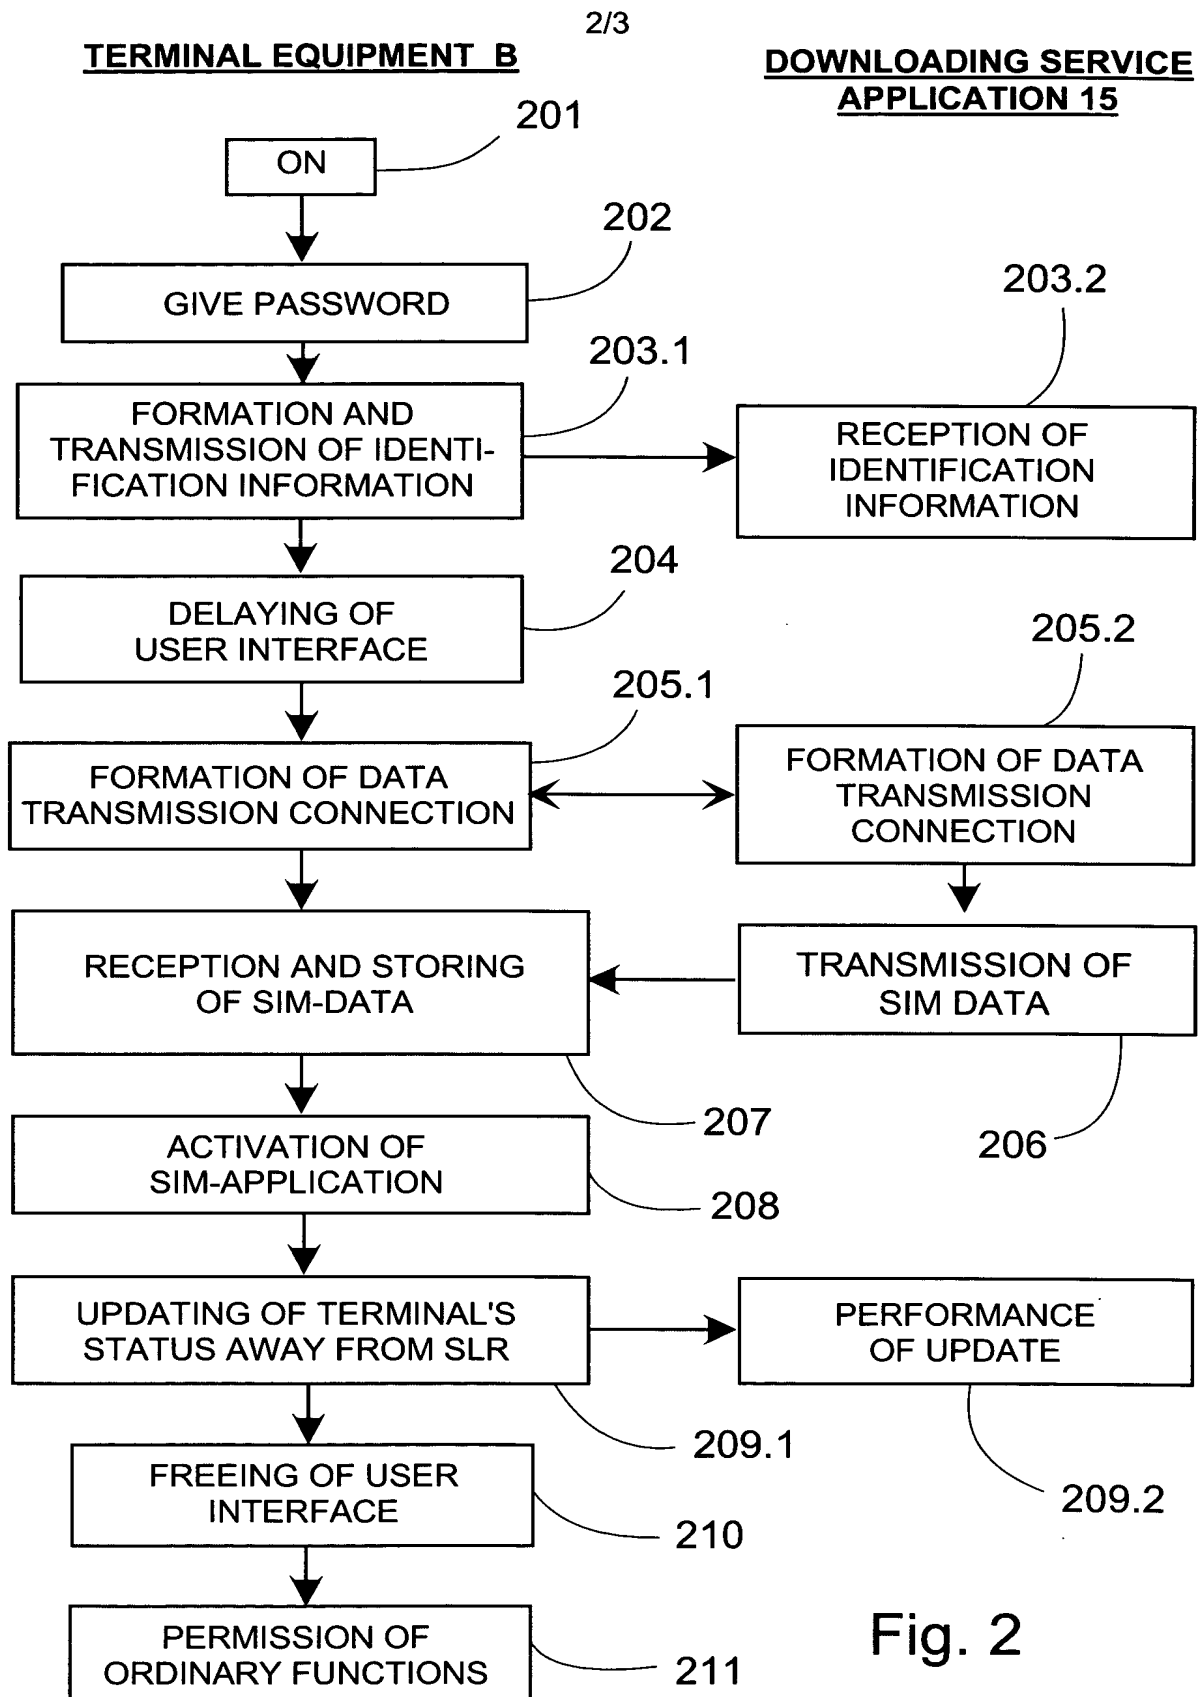 2/3
TERMINAL EQUIPMENT B
DOWNLOADING SERVICE
APPLICATION 15
201
ON
202
GIVE PASSWORD
203.2
203.1
FORMATION AND
TRANSMISSION OF IDENTI-
FICATION INFORMATION
RECEPTION OF
IDENTIFICATION
INFORMATION
204
DELAYING OF
USER INTERFACE
205.2
205.1
FORMATION OF DATA
TRANSMISSION CONNECTION
FORMATION OF DATA
TRANSMISSION
CONNECTION
RECEPTION AND STORING
OF SIM-DATA
TRANSMISSION OF
SIM DATA
207
206
ACTIVATION OF
SIM-APPLICATION
208
UPDATING OF TERMINAL'S
STATUS AWAY FROM SLR
PERFORMANCE
OF UPDATE
209.1
209.2
FREEING OF USER
INTERFACE
210
PERMISSION OF
ORDINARY FUNCTIONS
211
Fig. 2